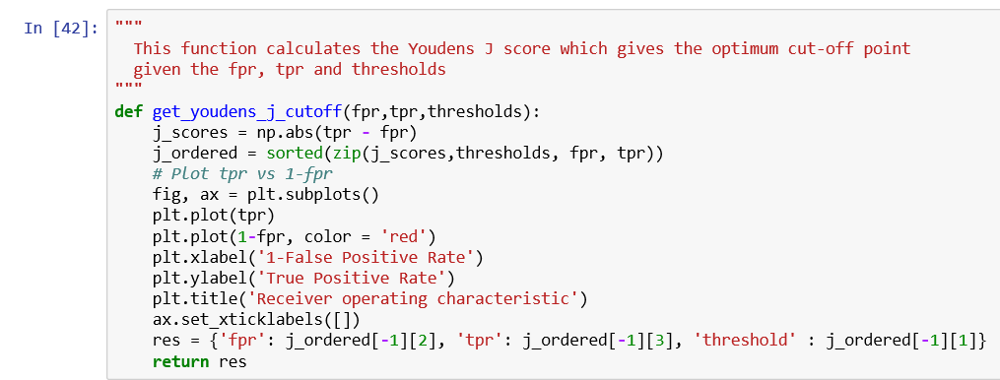 In [42]: """
  This function calculates the Youdens J score which gives the optimum cut-off point
  given the fpr, tpr and thresholds
"""
def get_youdens_j_cutoff(fpr,tpr,thresholds):
    j_scores = np.abs(tpr - fpr)
    j_ordered = sorted(zip(j_scores,thresholds, fpr, tpr))
    # Plot tpr vs 1-fpr
    fig, ax = plt.subplots()
    plt.plot(tpr)
    plt.plot(1-fpr, color = 'red')
    plt.xlabel('1-False Positive Rate')
    plt.ylabel('True Positive Rate')
    plt.title('Receiver operating characteristic')
    ax.set_xticklabels([])
    res = {'fpr': j_ordered[-1][2], 'tpr': j_ordered[-1][3], 'threshold' : j_ordered[-1][1]}
    return res